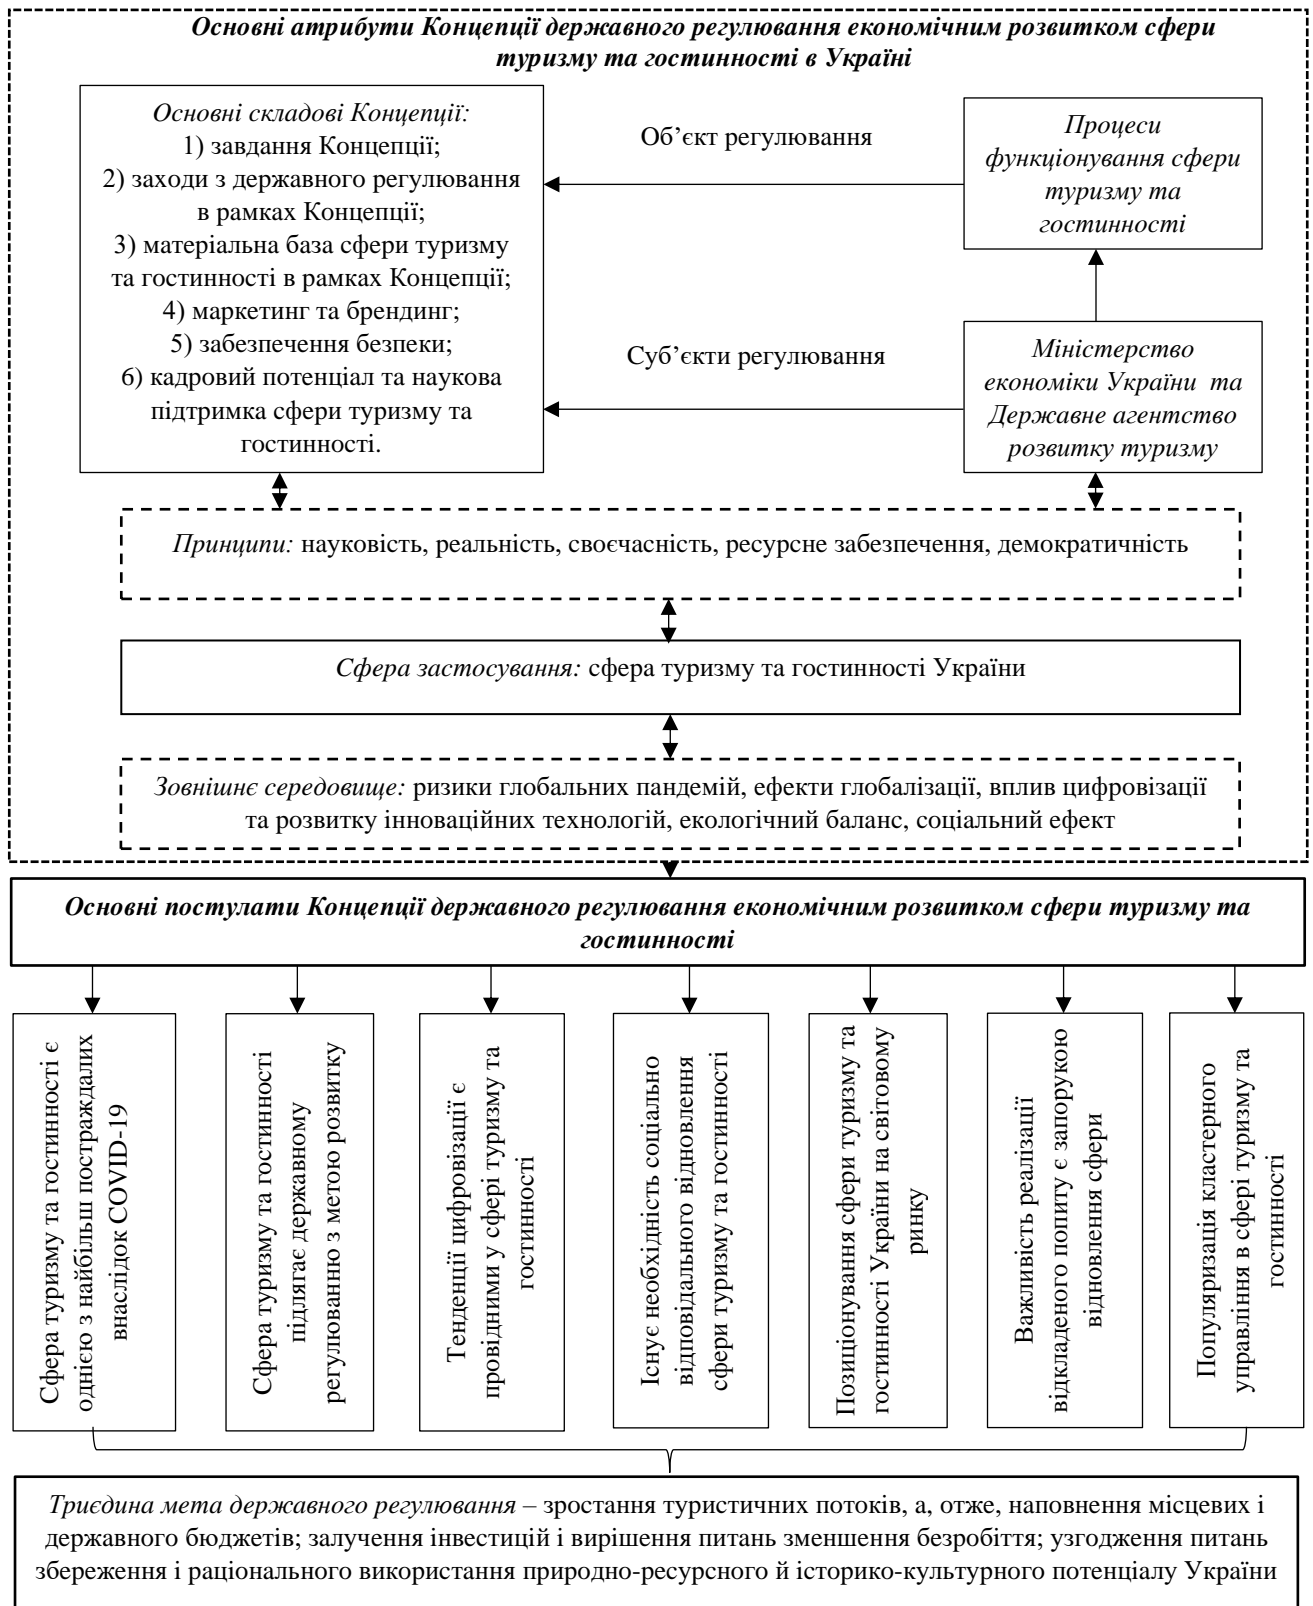 Основні атрибути Концепції державного регулювання економічним розвитком сфери
туризму та гостинності в Україні
Основні складові Концепції:
1) завдання Концепції;
2) заходи з державного регулювання
в рамках Концепції;
3) матеріальна база сфери туризму
та гостинності в рамках Концепції;
4) маркетинг та брендинг;
5) забезпечення безпеки;
6) кадровий потенціал та наукова
підтримка сфери туризму та
гостинності.
Об’єкт регулювання
Процеси
функціонування сфери
туризму та
гостинності
Суб’єкти регулювання
Міністерство
економіки України та
Державне агентство
розвитку туризму
Принципи: науковість, реальність, своєчасність, ресурсне забезпечення, демократичність
Сфера застосування: сфера туризму та гостинності України
Зовнішнє середовище: ризики глобальних пандемій, ефекти глобалізації, вплив цифровізації
та розвитку інноваційних технологій, екологічний баланс, соціальний ефект
Основні постулати Концепції державного регулювання економічним розвитком сфери туризму та
гостинності
Сфера туризму та гостинності є
однією з найбільш постраждалих
внаслідок COVID-19
Сфера туризму та гостинності
підлягає державному
регулюванню з метою розвитку
Тенденції цифровізації є
провідними у сфері туризму та
гостинності
Існує необхідність соціально
відповідального відновлення
сфери туризму та гостинності
Позиціонування сфери туризму та
гостинності України на світовому
ринку
Важливість реалізації
відкладеного попиту є запорукою
відновлення сфери
Популяризація кластерного
управління в сфері туризму та
гостинності
Триєдина мета державного регулювання – зростання туристичних потоків, а, отже, наповнення місцевих і
державного бюджетів; залучення інвестицій і вирішення питань зменшення безробіття; узгодження питань
збереження і раціонального використання природно-ресурсного й історико-культурного потенціалу України